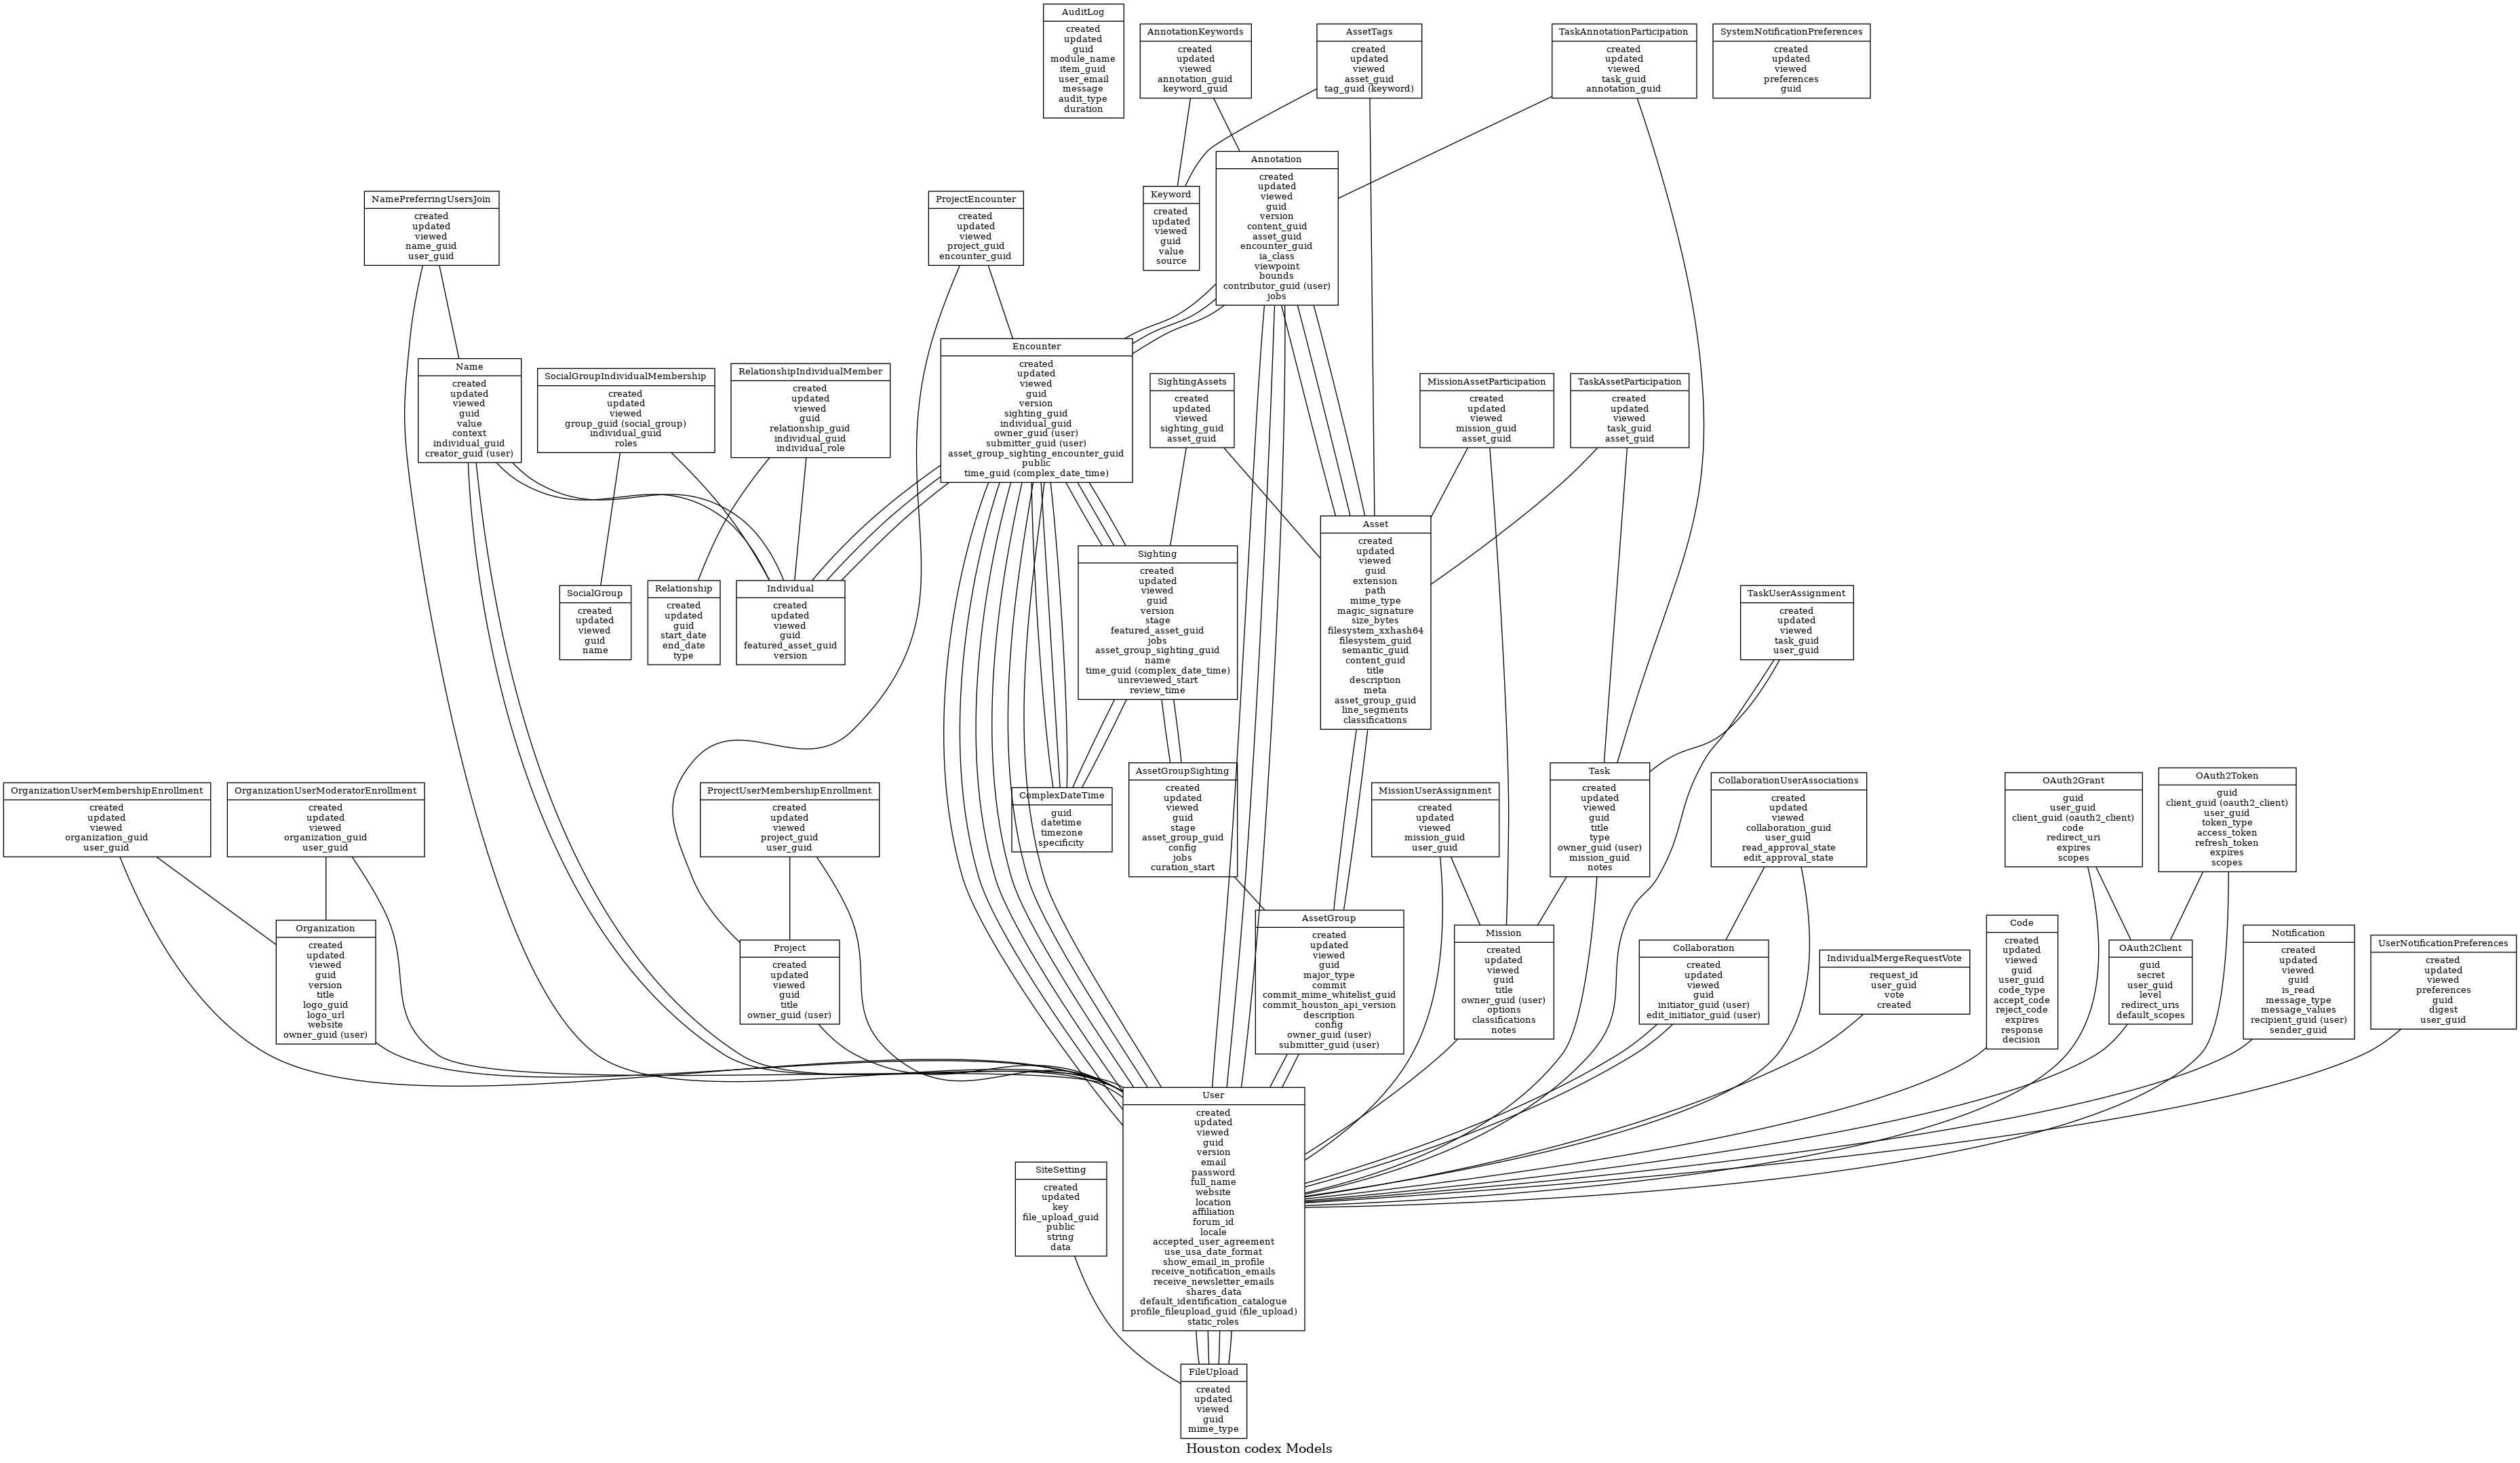 AuditLog
created
updated
guid
module_name
item_guid
user_email
message
audit_type
duration
AnnotationKeywords
created
updated
viewed
annotation_guid
keyword_guid
AssetTags
created
updated
viewed
asset_guid
tag_guid (keyword)
TaskAnnotationParticipation
created
updated
viewed
task_guid
annotation_guid
SystemNotificationPreferences
created
updated
viewed
preferences
guid
NamePreferringUsersJoin
created
updated
viewed
name_guid
user_guid
ProjectEncounter
created
updated
viewed
project_guid
encounter_guid
Keyword
created
updated
viewed
guid
value
source
Annotation
created
updated
viewed
guid
version
content_guid
asset_guid
encounter_guid
ia_class
viewpoint
bounds
contributor_guid (user)
jobs
Name
created
updated
viewed
guid
value
context
individual_guid
creator_guid (user)
SocialGroupIndividualMembership
created
updated
viewed
group_guid (social_group)
individual_guid
roles
RelationshipIndividualMember
created
updated
viewed
guid
relationship_guid
individual_guid
individual_role
Encounter
created
updated
viewed
guid
version
sighting_guid
individual_guid
owner_guid (user)
submitter_guid (user)
asset_group_sighting_encounter_guid
public
time_guid (complex_date_time)
SightingAssets
created
updated
viewed
sighting_guid
asset_guid
MissionAssetParticipation
created
updated
viewed
mission_guid
asset_guid
TaskAssetParticipation
created
updated
viewed
task_guid
asset_guid
SocialGroup
created
updated
viewed
guid
name
Relationship
created
updated
guid
start_date
end_date
type
Individual
created
updated
viewed
guid
featured_asset_guid
version
Sighting
created
updated
viewed
guid
version
stage
featured_asset_guid
jobs
asset_group_sighting_guid
name
time_guid (complex_date_time)
unreviewed_start
review_time
Asset
created
updated
viewed
guid
extension
path
mime_type
magic_signature
size_bytes
filesystem_xxhash64
filesystem_guid
semantic_guid
content_guid
title
description
meta
asset_group_guid
line_segments
classifications
TaskUserAssignment
created
updated
viewed
task_guid
user_guid
OrganizationUserMembershipEnrollment
created
updated
viewed
organization_guid
user_guid
OrganizationUserModeratorEnrollment
created
updated
viewed
organization_guid
user_guid
ProjectUserMembershipEnrollment
created
updated
viewed
project_guid
user_guid
ComplexDateTime
guid
datetime
timezone
specificity
AssetGroupSighting
created
updated
viewed
guid
stage
asset_group_guid
config
jobs
curation_start
MissionUserAssignment
created
updated
viewed
mission_guid
user_guid
Task
created
updated
viewed
guid
title
type
owner_guid (user)
mission_guid
notes
CollaborationUserAssociations
created
updated
viewed
collaboration_guid
user_guid
read_approval_state
edit_approval_state
OAuth2Grant
guid
user_guid
client_guid (oauth2_client)
code
redirect_uri
expires
scopes
OAuth2Token
guid
client_guid (oauth2_client)
user_guid
token_type
access_token
refresh_token
expires
scopes
Organization
created
updated
viewed
guid
version
title
logo_guid
logo_url
website
owner_guid (user)
Project
created
updated
viewed
guid
title
owner_guid (user)
AssetGroup
created
updated
viewed
guid
major_type
commit
commit_mime_whitelist_guid
commit_houston_api_version
description
config
owner_guid (user)
submitter_guid (user)
Mission
created
updated
viewed
guid
title
owner_guid (user)
options
classifications
notes
Collaboration
created
updated
viewed
guid
initiator_guid (user)
edit_initiator_guid (user)
IndividualMergeRequestVote
request_id
user_guid
vote
created
Code
created
updated
viewed
guid
user_guid
code_type
accept_code
reject_code
expires
response
decision
OAuth2Client
guid
secret
user_guid
level
redirect_uris
default_scopes
Notification
created
updated
viewed
guid
is_read
message_type
message_values
recipient_guid (user)
sender_guid
UserNotificationPreferences
created
updated
viewed
preferences
guid
digest
user_guid
SiteSetting
created
updated
key
file_upload_guid
public
string
data
User
created
updated
viewed
guid
version
email
password
full_name
website
location
affiliation
forum_id
locale
accepted_user_agreement
use_usa_date_format
show_email_in_profile
receive_notification_emails
receive_newsletter_emails
shares_data
default_identification_catalogue
profile_fileupload_guid (file_upload)
static_roles
FileUpload
created
updated
viewed
guid
mime_type
Houston codex Models